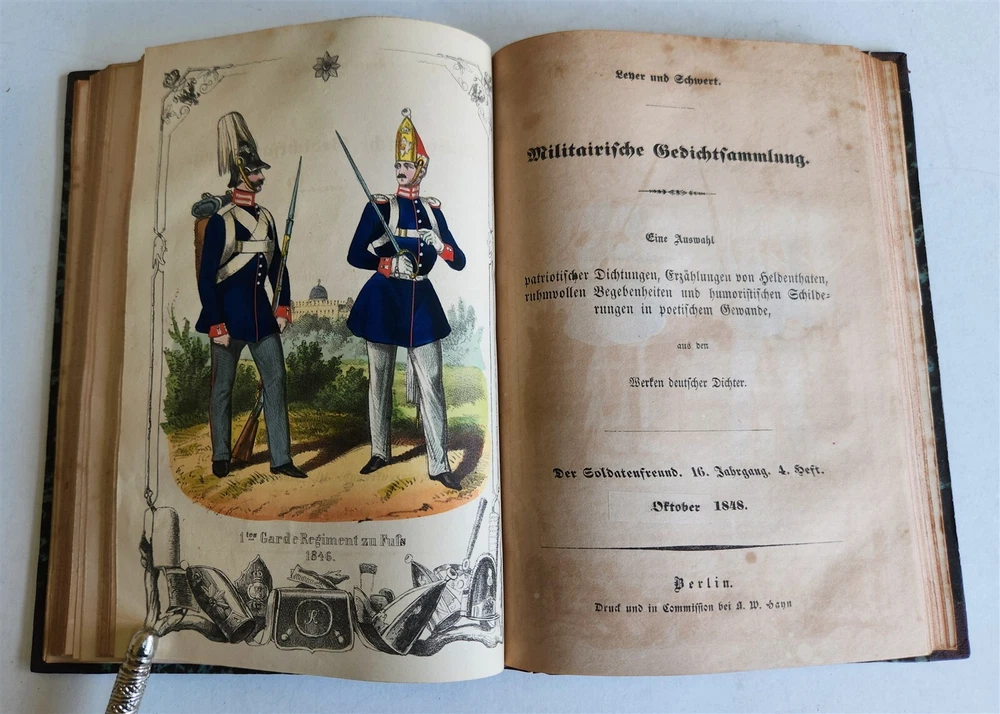 1ten Garde Regiment zu Fuſs
1846.
Leyer und Schwert.
Militairiſche Gedichtſammlung.
Eine Auswahl
patriotiſcher Dichtungen, Erzählungen von Heldenthaten,
ruhmvollen Begebenheiten und humoriſtiſchen Schilde-
rungen in poetiſchem Gewande,
aus den
Werken deutſcher Dichter.
Der Soldatenfreund. 16. Jahrgang. 4. Heft.
Oktober 1848.
Berlin.
Druck und in Commiſſion bei A. W. Hayn